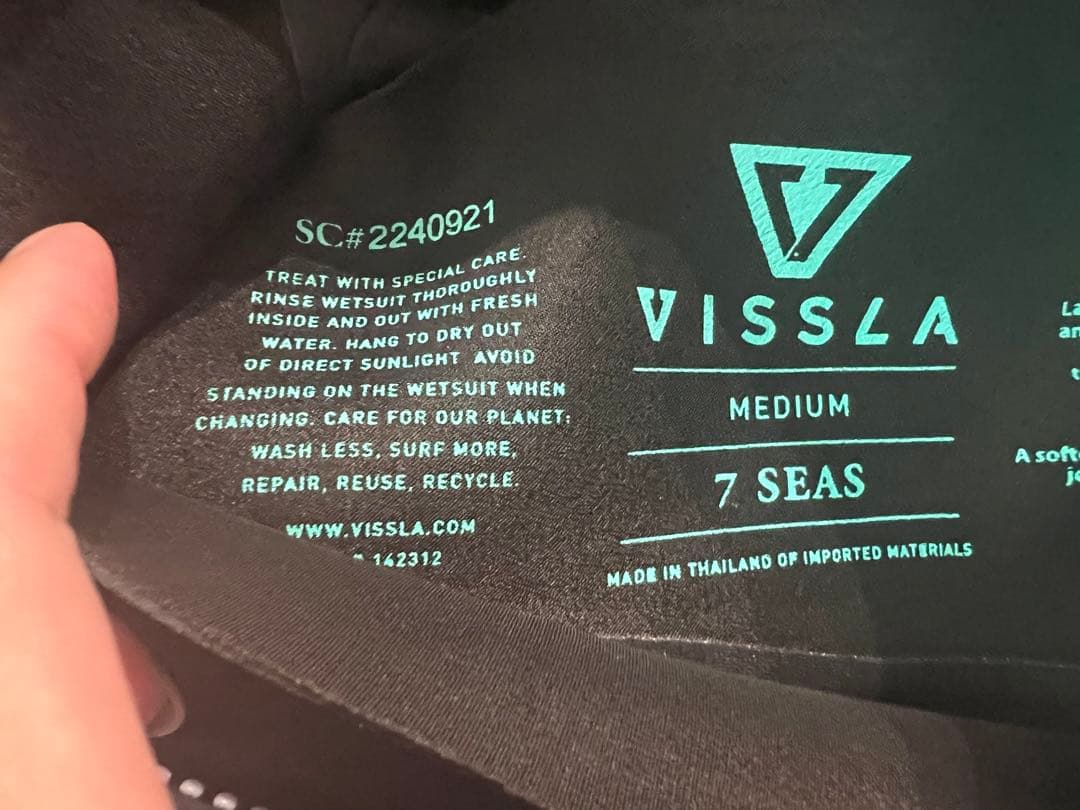 SC#2240921
TREAT WITH SPECIAL CARE.
RINSE WETSUIT THOROUGHLY
INSIDE AND OUT WITH FRESH
WATER. HANG TO DRY OUT
OF DIRECT SUNLIGHT AVOID
STANDING ON THE WETSUIT WHEN
CHANGING. CARE FOR OUR PLANET:
WASH LESS, SURF MORE,
REPAIR, REUSE, RECYCLE.
WWW.VISSLA.COM
142312
VISSLA
MEDIUM
7 SEAS
MADE IN THAILAND OF IMPORTED MATERIALS
A